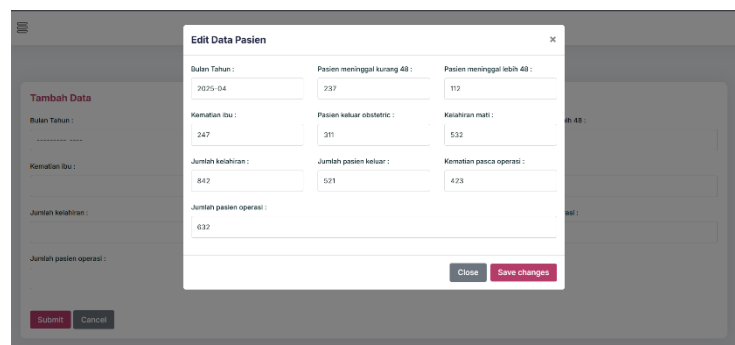 Edit Data Pasien ×
Bulan Tahun : Pasien meninggal kurang 48 : Pasien meninggal lebih 48 :
2025-04 237 112
Kematian ibu : Pasien keluar obstetric : Kelahiran mati :
247 311 532
Jumlah kelahiran : Jumlah pasien keluar : Kematian pasca operasi :
842 521 423
Jumlah pasien operasi :
632
Close Save changes
Tambah Data
Bulan Tahun : 48 :
--------- ----
Kematian ibu :
Jumlah kelahiran :
Jumlah pasien operasi :
Submit Cancel